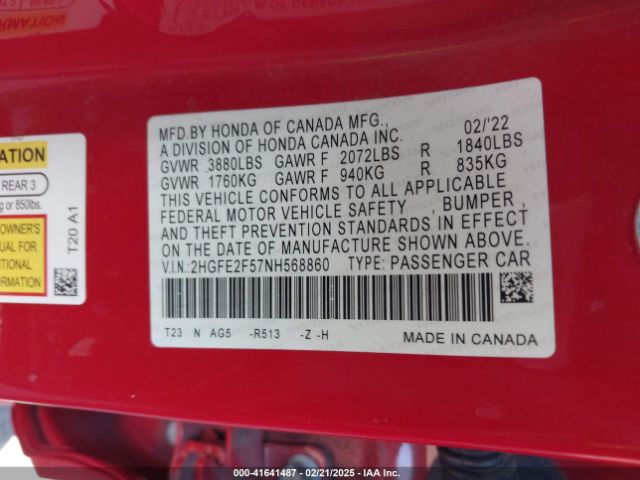 MFD.BY HONDA OF CANADA MFG., 02/'22
A DIVISION OF HONDA CANADA INC.
GVWR 3880LBS GAWR F 2072LBS R 1840LBS
GVWR 1760KG GAWR F 940KG R 835KG
THIS VEHICLE CONFORMS TO ALL APPLICABLE
FEDERAL MOTOR VEHICLE SAFETY , BUMPER ,
AND THEFT PREVENTION STANDARDS IN EFFECT
ON THE DATE OF MANUFACTURE SHOWN ABOVE.
V.I.N: 2HGFE2F57NH568860 TYPE: PASSENGER CAR
T23 N AG5 -R513 -Z -H MADE IN CANADA
REAR 3
or 850lbs.
OWNER'S
UAL FOR
ITIONAL
RMATION
T20 A1
000-41641487 - 02/21/2025 - IAA Inc.